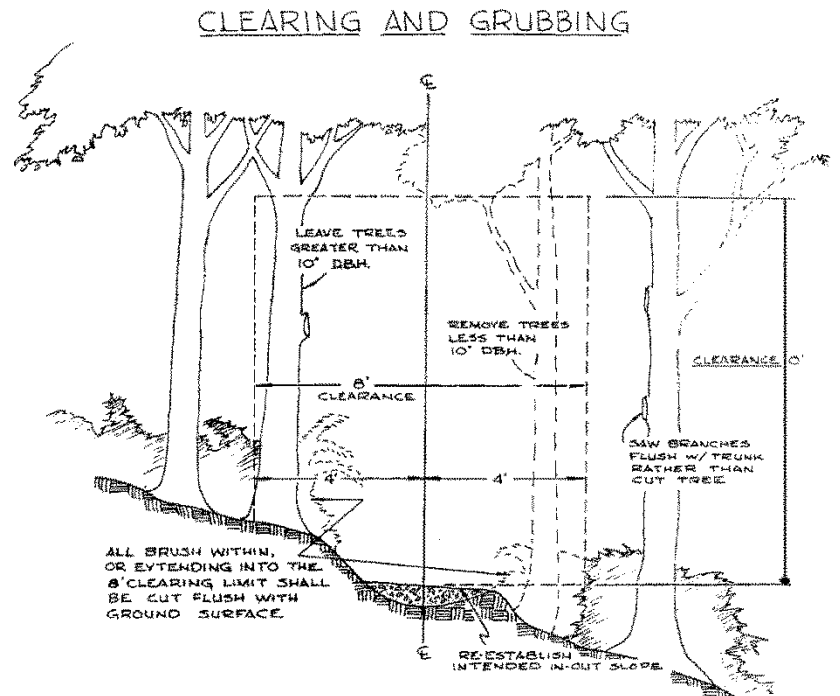 CLEARING AND GRUBBING
℄
LEAVE TREES
GREATER THAN
10" DBH.
REMOVE TREES
LESS THAN
10" DBH.
CLEARANCE
8'
CLEARANCE
SAW BRANCHES
FLUSH W/ TRUNK
RATHER THAN
CUT TREE
4'
4'
ALL BRUSH WITHIN,
OR EXTENDING INTO THE
8' CLEARING LIMIT SHALL
BE CUT FLUSH WITH
GROUND SURFACE
RE-ESTABLISH
INTENDED IN-OUT SLOPE
℄